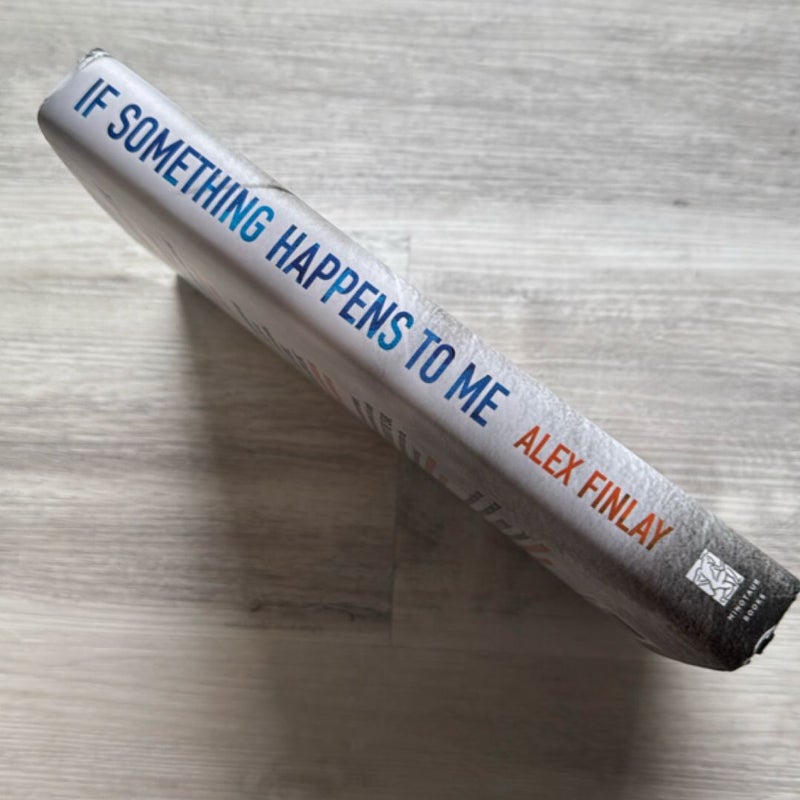 IF SOMETHING HAPPENS TO ME
ALEX FINLAY
MINOTAUR
BOOKS